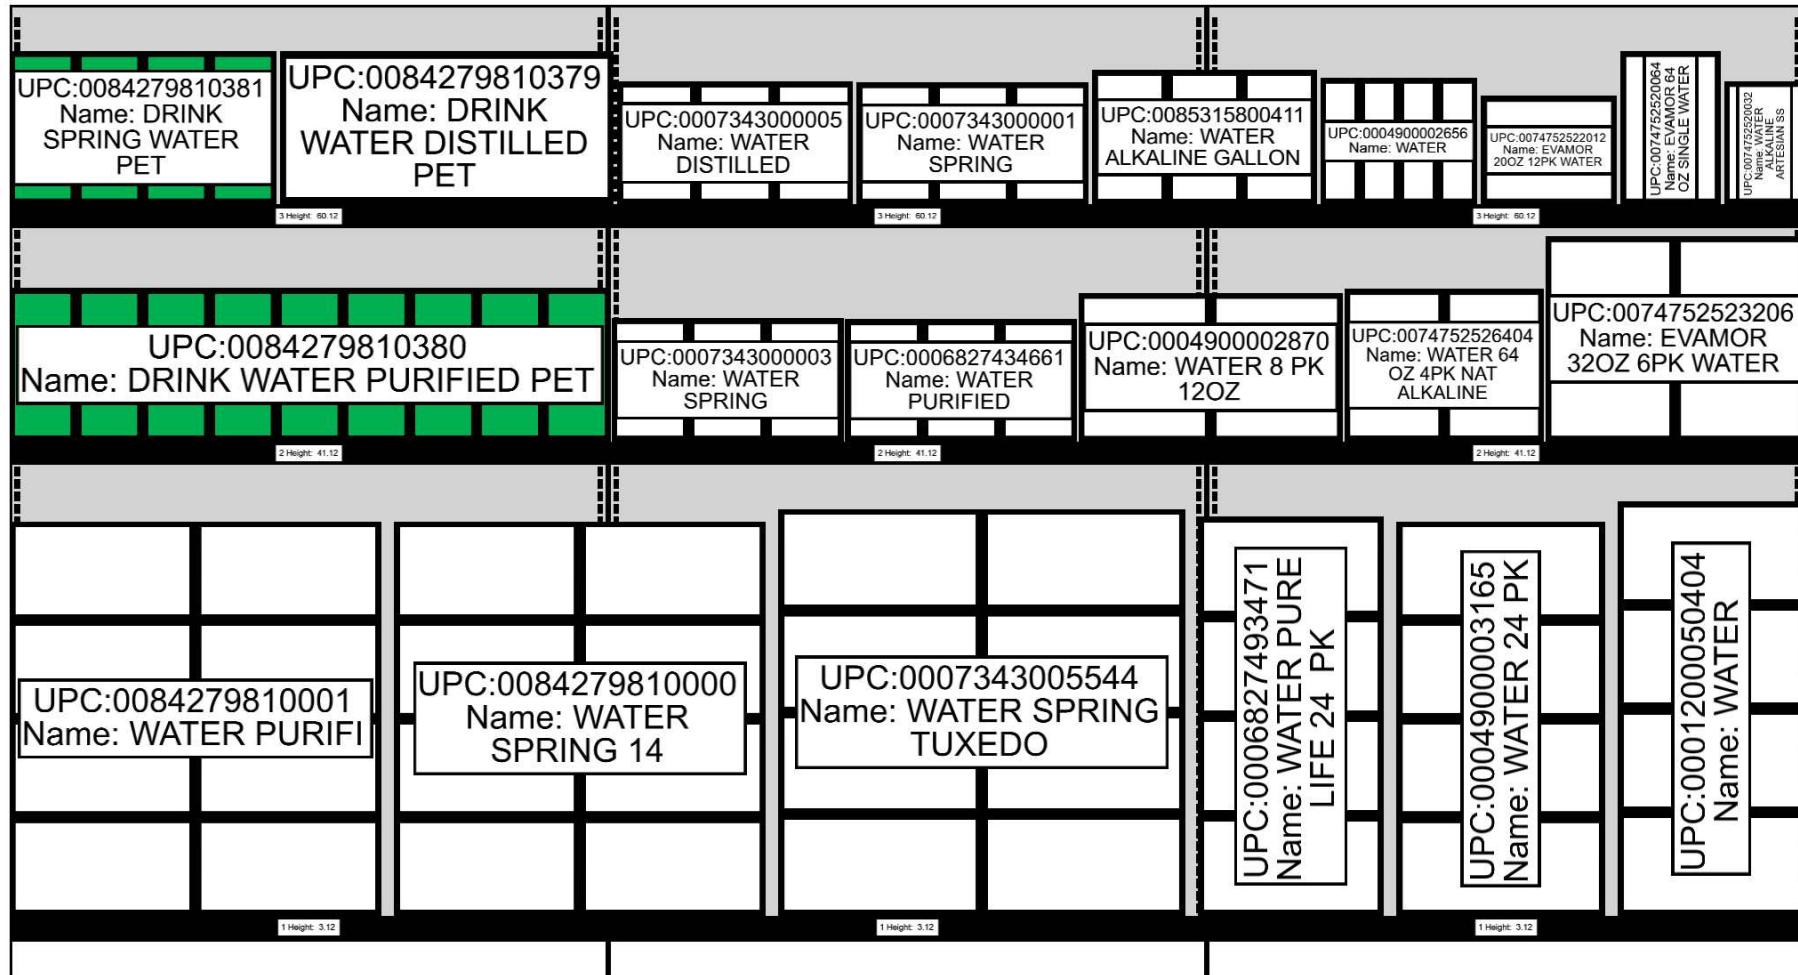 UPC:0084279810381
Name: DRINK
SPRING WATER
PET
UPC:0084279810379
Name: DRINK
WATER DISTILLED
PET
UPC:0007343000005
Name: WATER
DISTILLED
UPC:0007343000001
Name: WATER
SPRING
UPC:0085315800411
Name: WATER
ALKALINE GALLON
UPC:0004900002656
Name: WATER
UPC:0074752522012
Name: EVAMOR
20OZ 12PK WATER
UPC:0074752520064
Name: EVAMOR 64
OZ SINGLE WATER
UPC:0074752520032
Name: WATER
ALKALINE
ARTESIAN SS
3 Height: 60.12
3 Height: 60.12
3 Height: 60.12
UPC:0084279810380
Name: DRINK WATER PURIFIED PET
UPC:0007343000003
Name: WATER
SPRING
UPC:0006827434661
Name: WATER
PURIFIED
UPC:0004900002870
Name: WATER 8 PK
12OZ
UPC:0074752526404
Name: WATER 64
OZ 4PK NAT
ALKALINE
UPC:0074752523206
Name: EVAMOR
32OZ 6PK WATER
2 Height: 41.12
2 Height: 41.12
2 Height: 41.12
UPC:0084279810001
Name: WATER PURIFI
UPC:0084279810000
Name: WATER
SPRING 14
UPC:0007343005544
Name: WATER SPRING
TUXEDO
UPC:0006827493471
Name: WATER PURE
LIFE 24 PK
UPC:0004900003165
Name: WATER 24 PK
UPC:0001200050404
Name: WATER
1 Height: 3.12
1 Height: 3.12
1 Height: 3.12